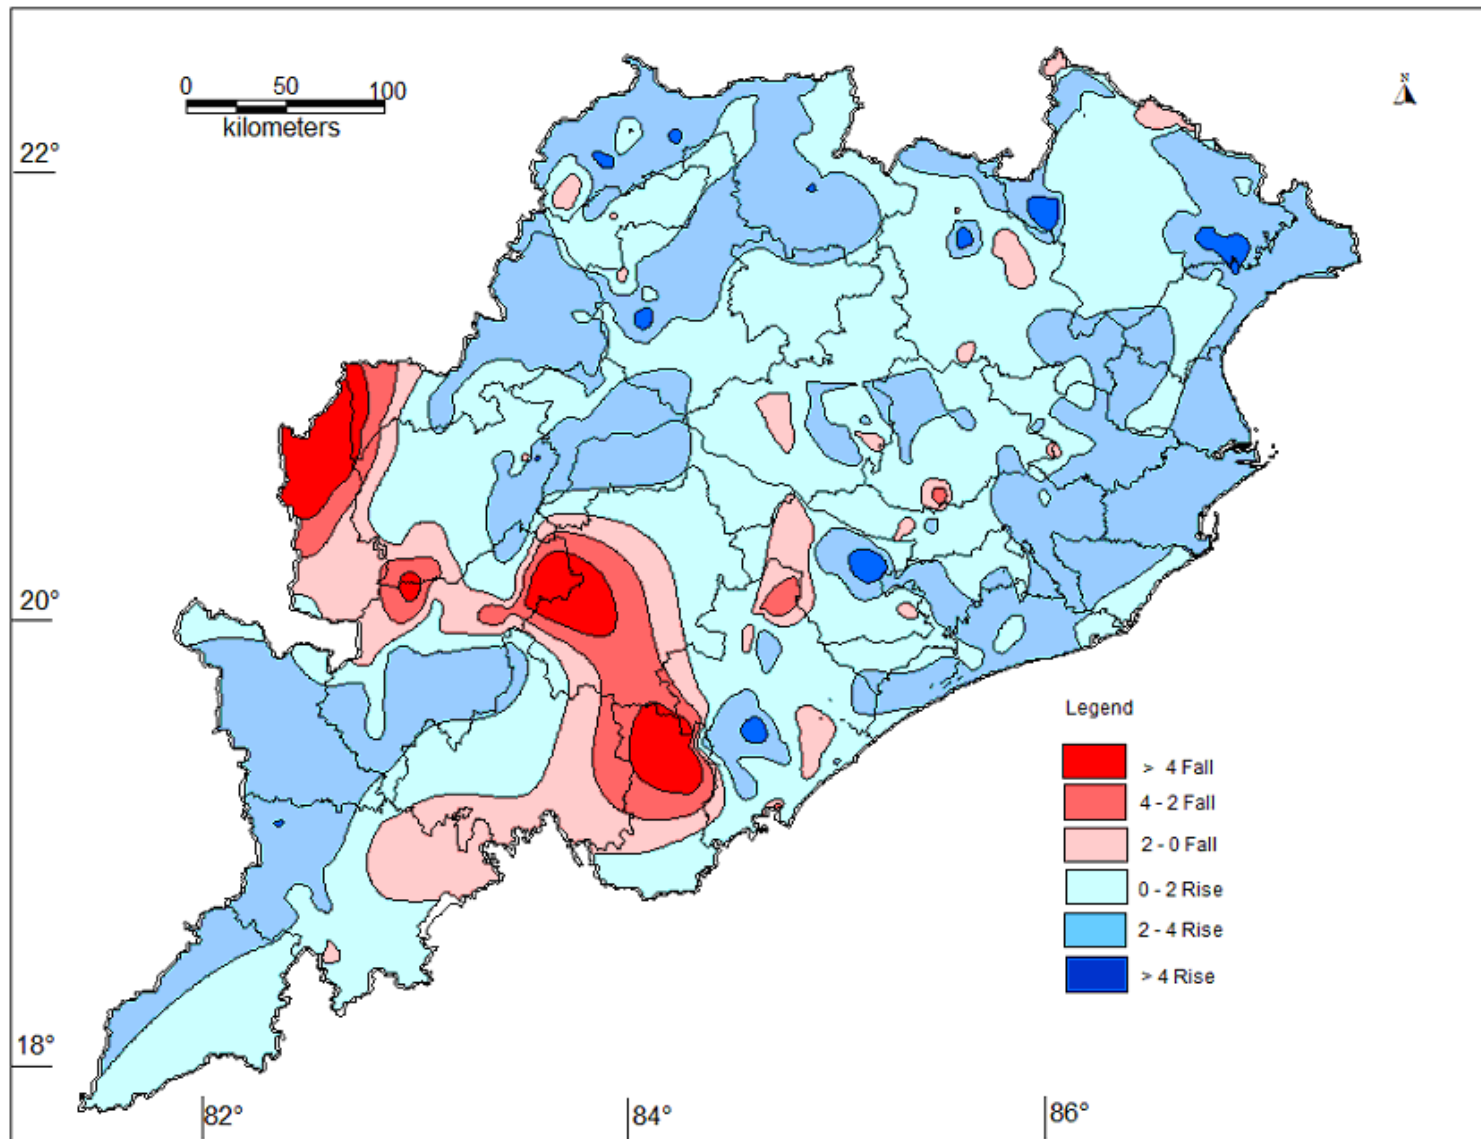 N
0 50 100
kilometers
22°
20°
18°
82° 84° 86°
Legend
> 4 Fall
4 - 2 Fall
2 - 0 Fall
0 - 2 Rise
2 - 4 Rise
> 4 Rise